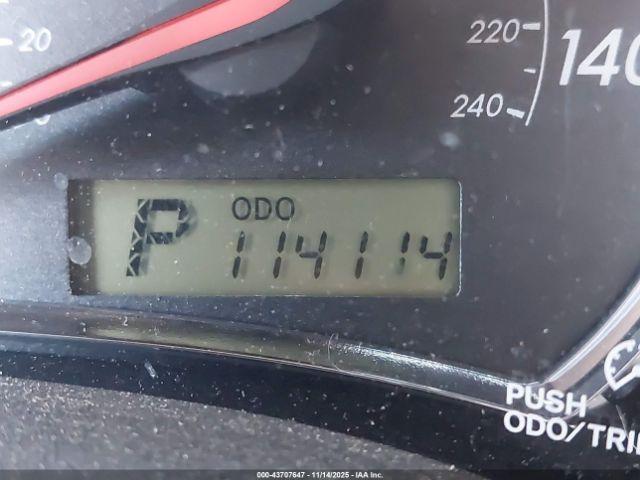 20
220
240
140
P
ODO
114114
PUSH
ODO/TRI
000-43707647 - 11/14/2025 - IAA Inc.